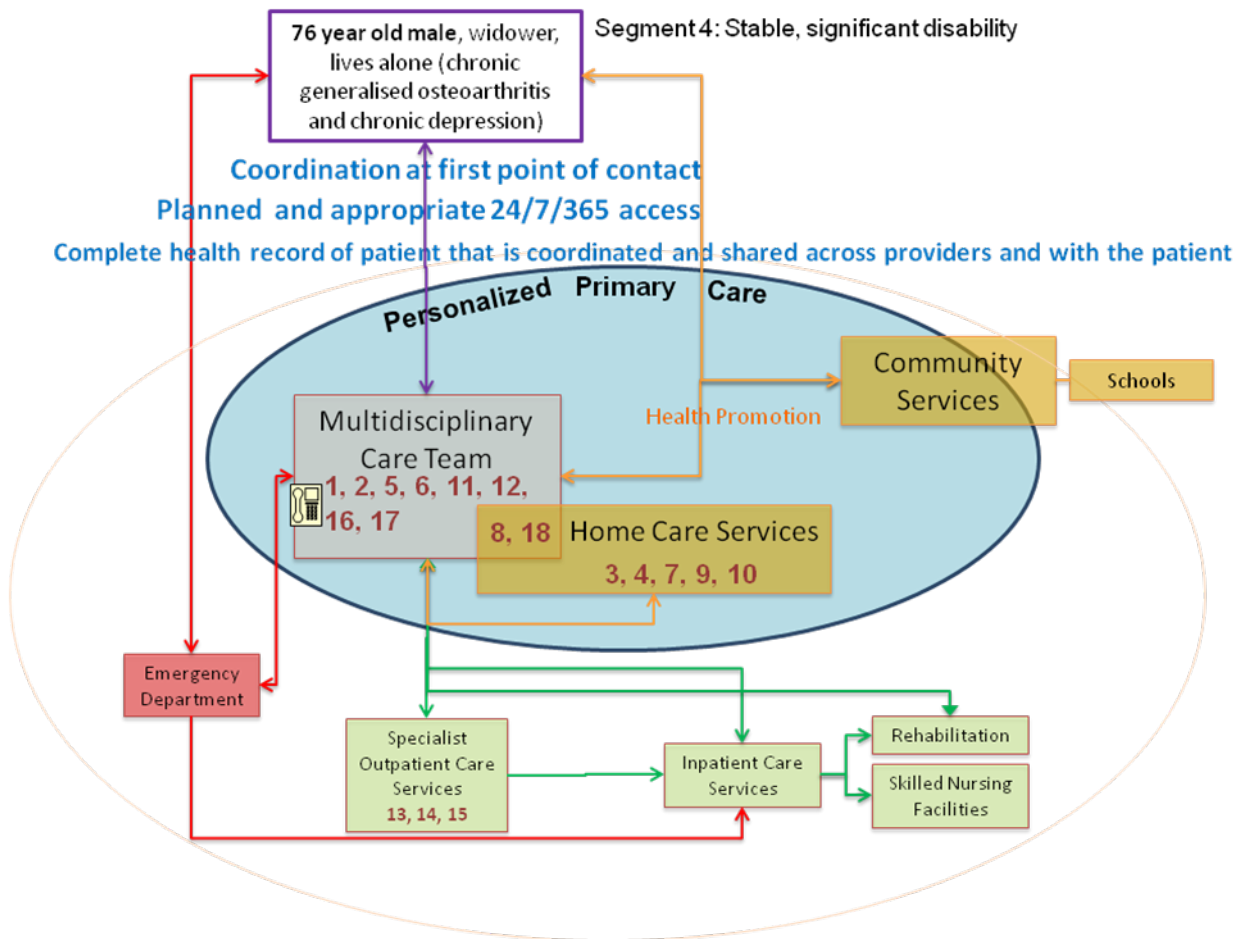 76 year old male, widower,
lives alone (chronic
generalised osteoarthritis
and chronic depression)
Segment 4: Stable, significant disability
Coordination at first point of contact
Planned and appropriate 24/7/365 access
Complete health record of patient that is coordinated and shared across providers and with the patient
Personalized Primary Care
Community
Services
Schools
Health Promotion
Multidisciplinary
Care Team
1, 2, 5, 6, 11, 12,
16, 17
8, 18
Home Care Services
3, 4, 7, 9, 10
Emergency
Department
Specialist
Outpatient Care
Services
13, 14, 15
Inpatient Care
Services
Rehabilitation
Skilled Nursing
Facilities